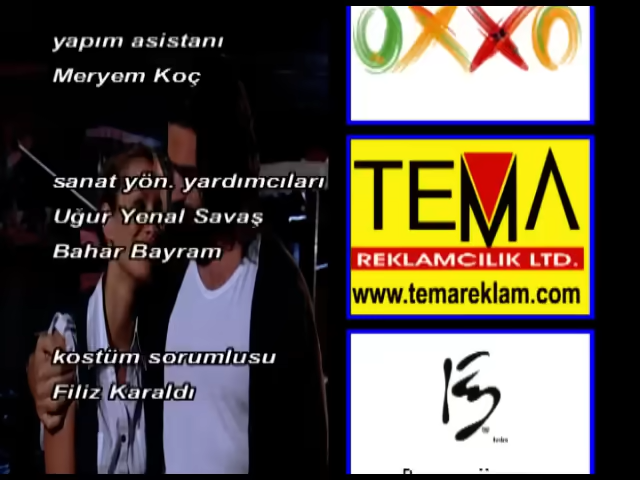 yapım asistanı
Meryem Koç
sanat yön. yardımcıları
Uğur Yenal Savaş
Bahar Bayram
kostüm sorumlusu
Filiz Karaldı
OXXO
TEMA
REKLAMCILIK LTD.
www.temareklam.com